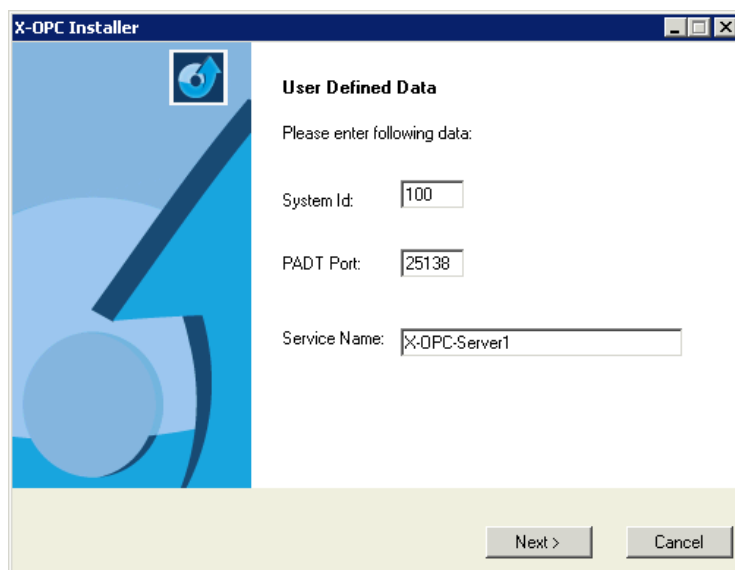 X-OPC Installer
User Defined Data
Please enter following data:
System Id: 100
PADT Port: 25138
Service Name: X-OPC-Server1
Next > Cancel